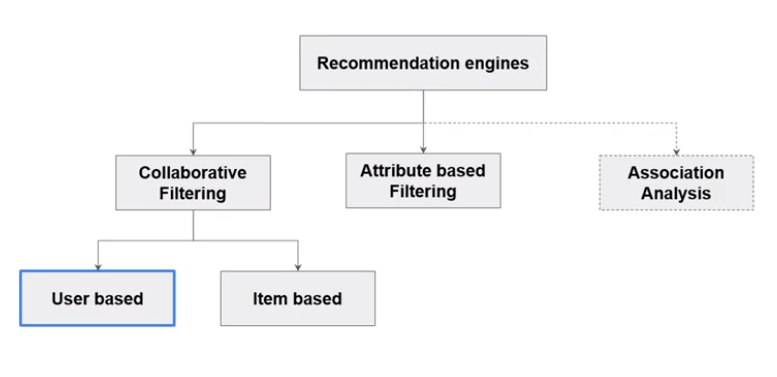 Recommendation engines
Collaborative
Filtering
Attribute based
Filtering
Association
Analysis
User based
Item based